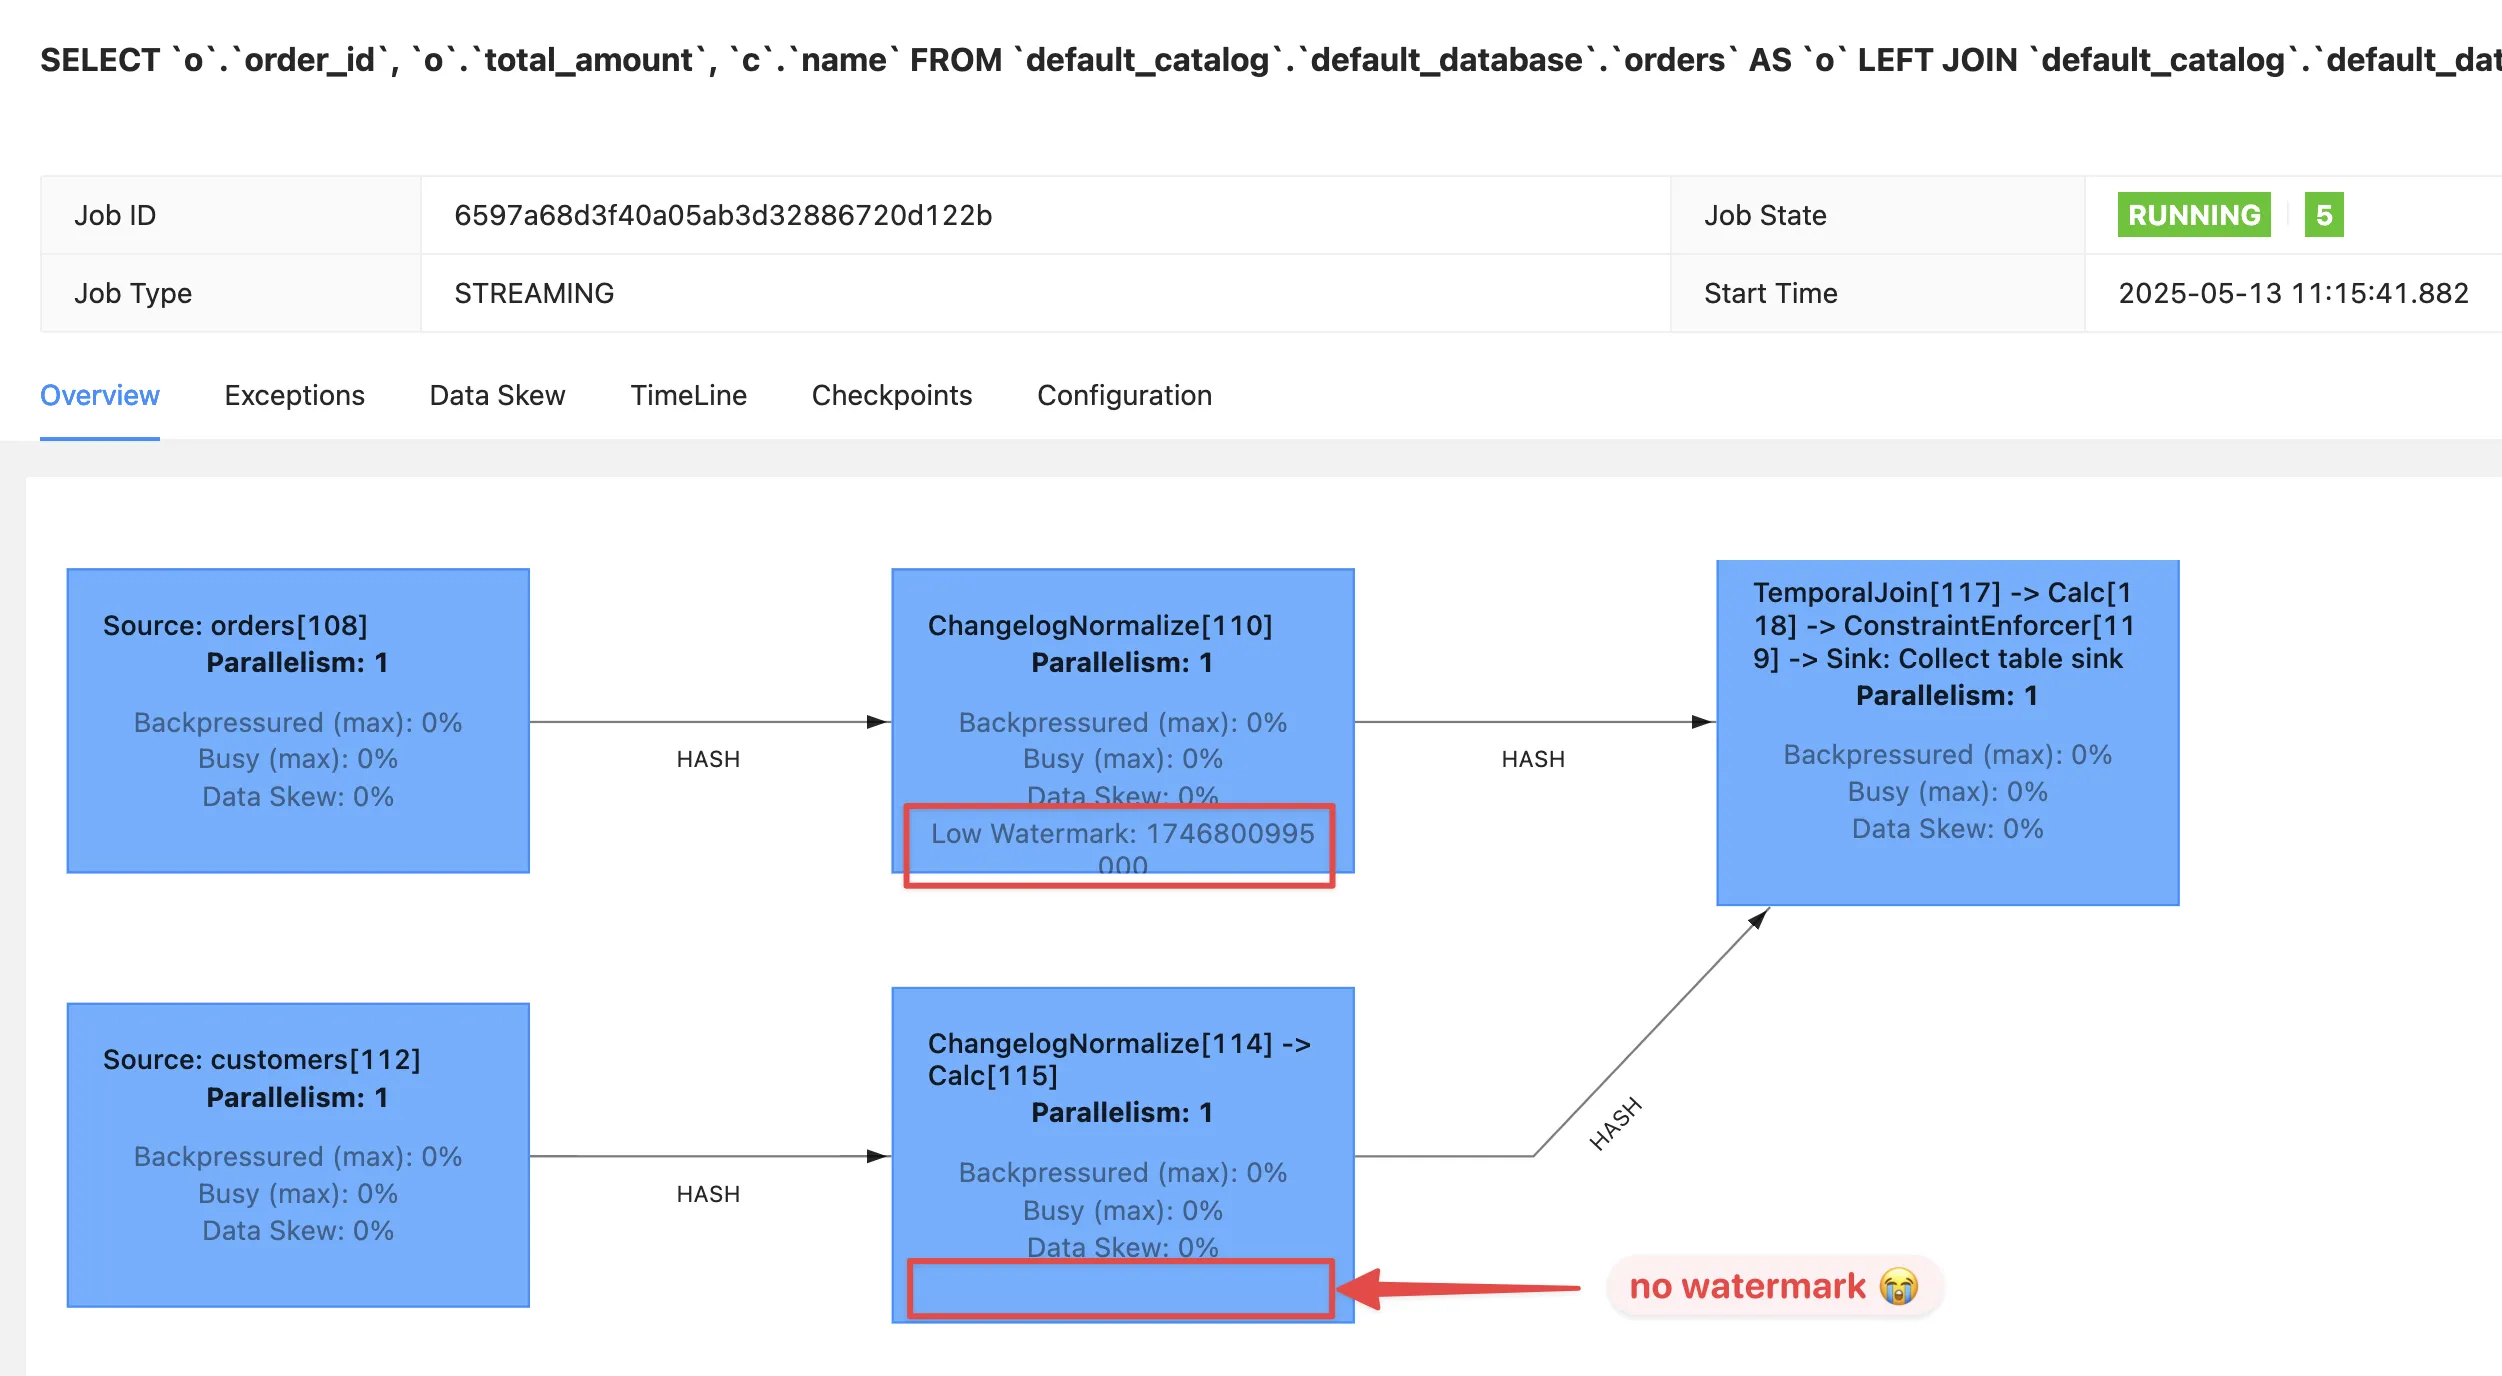 SELECT `o`.`order_id`, `o`.`total_amount`, `c`.`name` FROM `default_catalog`.`default_database`.`orders` AS `o` LEFT JOIN `default_catalog`.`default_dat
Job ID
6597a68d3f40a05ab3d32886720d122b
Job State
RUNNING
5
Job Type
STREAMING
Start Time
2025-05-13 11:15:41.882
Overview
Exceptions
Data Skew
TimeLine
Checkpoints
Configuration
Source: orders[108]
Parallelism: 1
Backpressured (max): 0%
Busy (max): 0%
Data Skew: 0%
HASH
ChangelogNormalize[110]
Parallelism: 1
Backpressured (max): 0%
Busy (max): 0%
Data Skew: 0%
Low Watermark: 1746800995
000
HASH
TemporalJoin[117] -> Calc[1
18] -> ConstraintEnforcer[11
9] -> Sink: Collect table sink
Parallelism: 1
Backpressured (max): 0%
Busy (max): 0%
Data Skew: 0%
Source: customers[112]
Parallelism: 1
Backpressured (max): 0%
Busy (max): 0%
Data Skew: 0%
HASH
ChangelogNormalize[114] ->
Calc[115]
Parallelism: 1
Backpressured (max): 0%
Busy (max): 0%
Data Skew: 0%
HASH
no watermark 😭